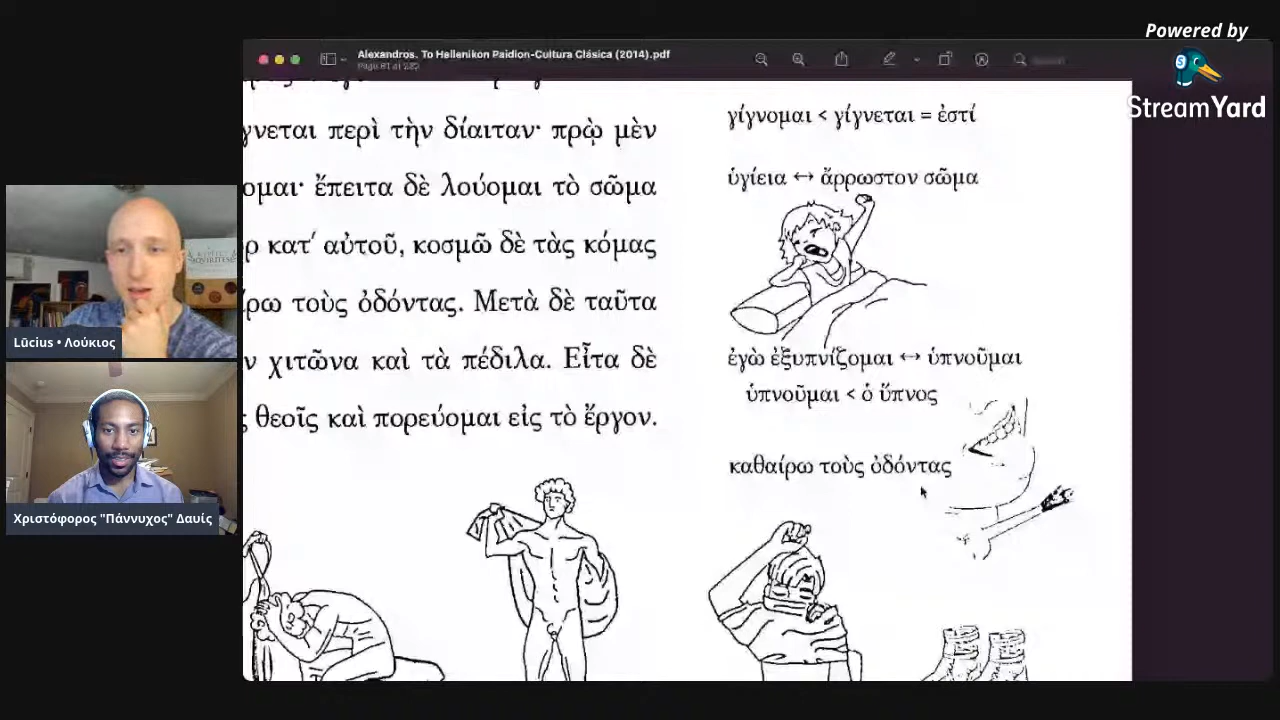 Powered by
StreamYard
Alexandros. To Hellenikon Paidion-Cultura Clásica (2014).pdf
γνεται περὶ τὴν δίαιταν· πρῲ μὲν
ομαι· ἔπειτα δὲ λούομαι τὸ σῶμα
ρ κατ' αὐτοῦ, κοσμῶ δὲ τὰς κόμας
ίρω τοὺς ὀδόντας. Μετὰ δὲ ταῦτα
ν χιτῶνα καὶ τὰ πέδιλα. Εἶτα δὲ
ς θεοῖς καὶ πορεύομαι εἰς τὸ ἔργον.
γίγνομαι < γίγνεται = ἐστί
ὑγίεια ↔ ἄρρωστον σῶμα
ἐγὼ ἐξυπνίζομαι ↔ ὑπνοῦμαι
ὑπνοῦμαι < ὁ ὕπνος
καθαίρω τοὺς ὀδόντας
Lūcius • Λούκιος
Χριστόφορος "Πάννυχος" Δαυίς